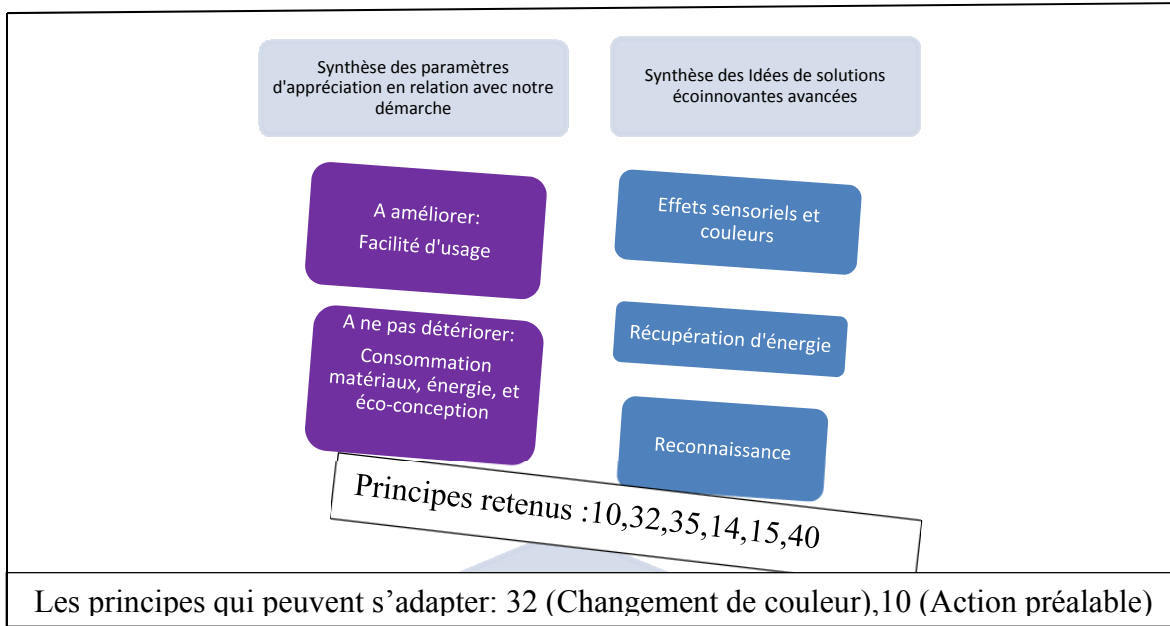 Synthèse des paramètres
d'appréciation en relation avec notre
démarche
Synthèse des Idées de solutions
écoinnovantes avancées
A améliorer:
Facilité d'usage
A ne pas détériorer:
Consommation
matériaux, énergie, et
éco-conception
Effets sensoriels et
couleurs
Récupération d'énergie
Reconnaissance
Principes retenus :10,32,35,14,15,40
Les principes qui peuvent s’adapter: 32 (Changement de couleur),10 (Action préalable)